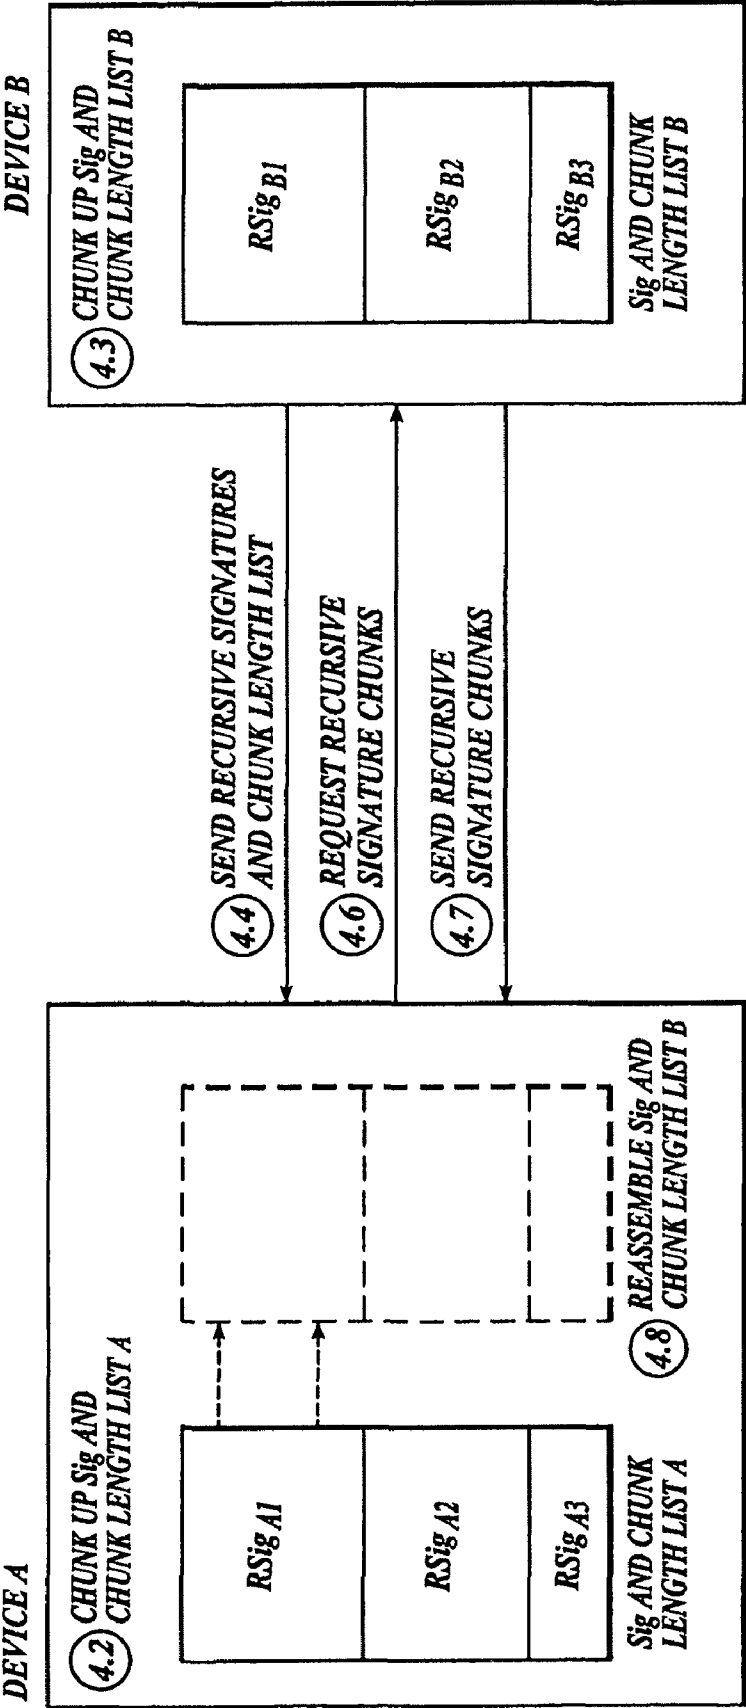 DEVICE A
4.2 CHUNK UP Sig AND
CHUNK LENGTH LIST A
RSig A1
RSig A2
RSig A3
Sig AND CHUNK
LENGTH LIST A
4.8 REASSEMBLE Sig AND
CHUNK LENGTH LIST B
4.4 SEND RECURSIVE SIGNATURES
AND CHUNK LENGTH LIST
4.6 REQUEST RECURSIVE
SIGNATURE CHUNKS
4.7 SEND RECURSIVE
SIGNATURE CHUNKS
DEVICE B
4.3 CHUNK UP Sig AND
CHUNK LENGTH LIST B
RSig B1
RSig B2
RSig B3
Sig AND CHUNK
LENGTH LIST B